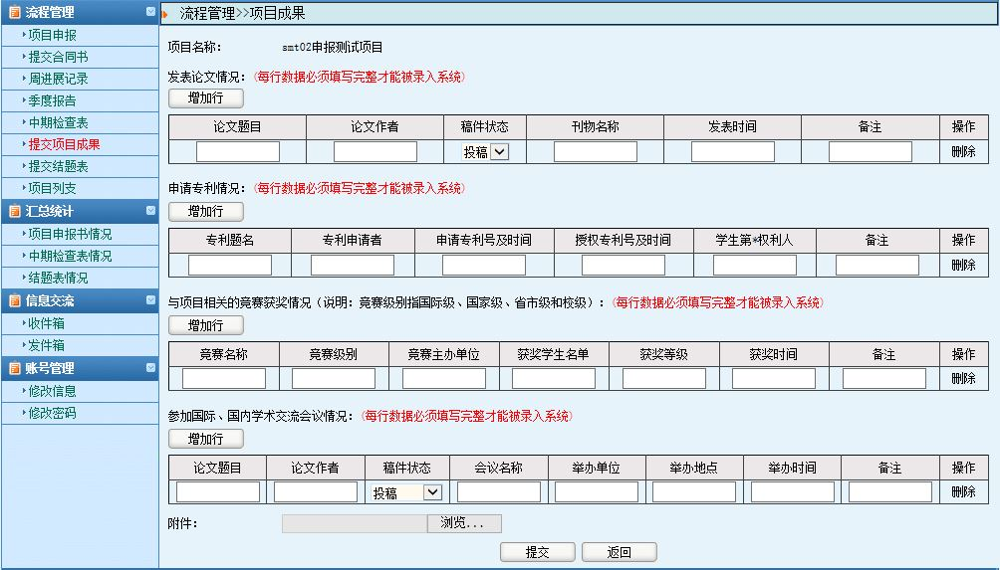 流程管理
项目申报
提交合同书
周进展记录
季度报告
中期检查表
提交项目成果
提交结题表
项目列支
汇总统计
项目申报书情况
中期检查表情况
结题表情况
信息交流
收件箱
发件箱
账号管理
修改信息
修改密码
流程管理>>项目成果
项目名称: smt02申报测试项目
发表论文情况:(每行数据必须填写完整才能被录入系统)
增加行
论文题目 论文作者 稿件状态 刊物名称 发表时间 备注 操作
投稿 删除
申请专利情况:(每行数据必须填写完整才能被录入系统)
增加行
专利题名 专利申请者 申请专利号及时间 授权专利号及时间 学生第*权利人 备注 操作
删除
与项目相关的竞赛获奖情况(说明:竞赛级别指国际级、国家级、省市级和校级):(每行数据必须填写完整才能被录入系统)
增加行
竞赛名称 竞赛级别 竞赛主办单位 获奖学生名单 获奖等级 获奖时间 备注 操作
删除
参加国际、国内学术交流会议情况:(每行数据必须填写完整才能被录入系统)
增加行
论文题目 论文作者 稿件状态 会议名称 举办单位 举办地点 举办时间 备注 操作
投稿 删除
附件: 浏览...
提交 返回